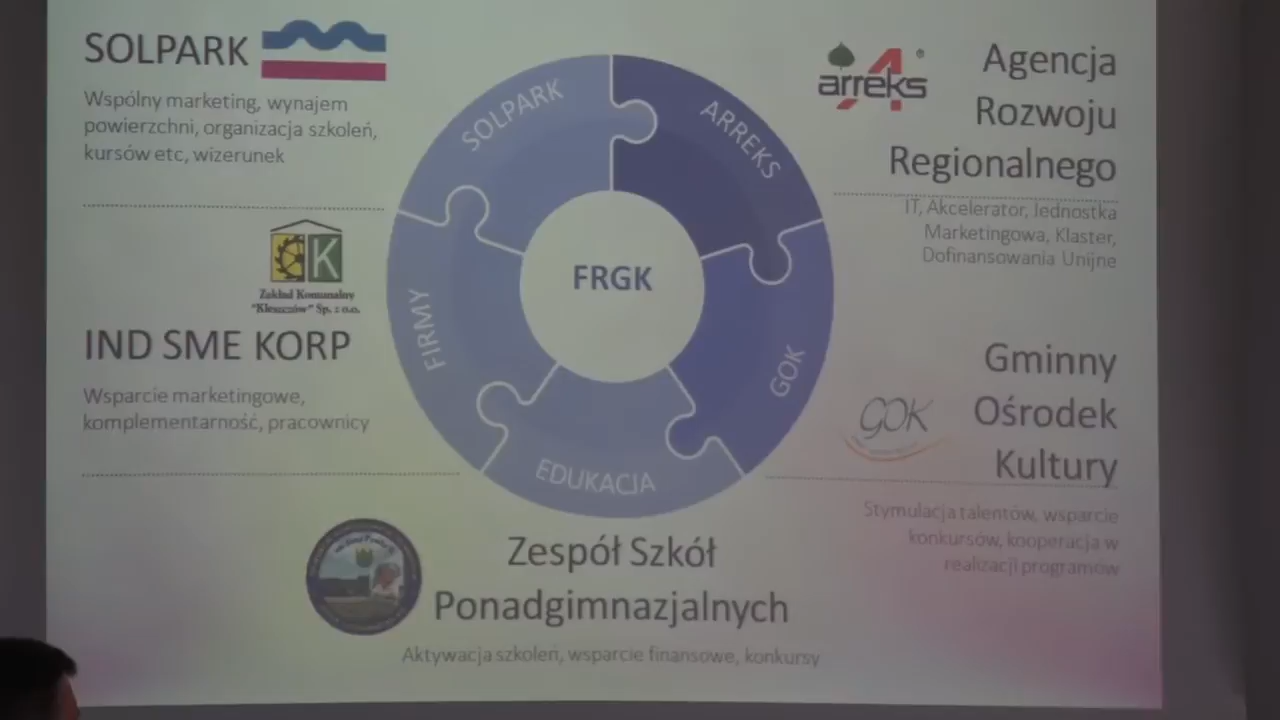 SOLPARK
Wspólny marketing, wynajem
powierzchni, organizacja szkoleń,
kursów etc, wizerunek
Zakład Komunalny
"Kleszczów" Sp. z o.o.
IND SME KORP
Wsparcie marketingowe,
komplementarność, pracownicy
SOLPARK
ARREKS
GOK
EDUKACJA
FIRMY
FRGK
arreks
Agencja
Rozwoju
Regionalnego
IT, Akcelerator, Jednostka
Marketingowa, Klaster,
Dofinansowania Unijne
GOK
Gminny
Ośrodek
Kultury
Stymulacja talentów, wsparcie
konkursów, kooperacja w
realizacji programów
Zespół Szkół
Ponadgimnazjalnych
Aktywacja szkoleń, wsparcie finansowe, konkursy